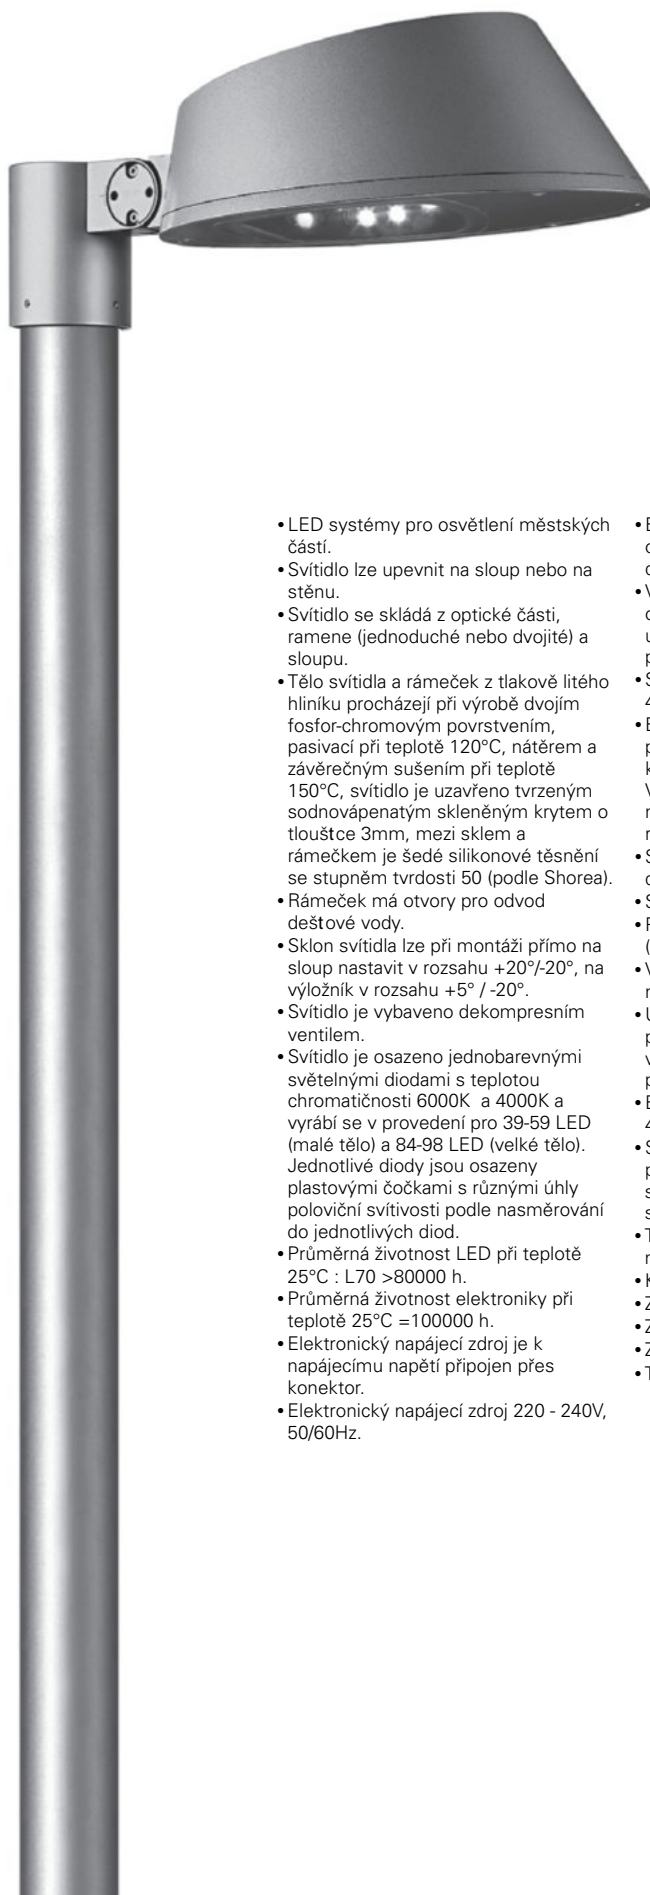 • LED systémy pro osvětlení městských
částí.
• Svítidlo lze upevnit na sloup nebo na
stěnu.
• Svítidlo se skládá z optické části,
ramene (jednoduché nebo dvojité) a
sloupu.
• Tělo svítidla a rámeček z tlakově litého
hliníku procházejí při výrobě dvojím
fosfor-chromovým povrstvením,
pasivací při teplotě 120°C, nátěrem a
závěrečným sušením při teplotě
150°C, svítidlo je uzavřeno tvrzeným
sodnovápenatým skleněným krytem o
tlouštce 3mm, mezi sklem a
rámečkem je šedé silikonové těsnění
se stupněm tvrdosti 50 (podle Shorea).
• Rámeček má otvory pro odvod
deštové vody.
• Sklon svítidla lze při montáži přímo na
sloup nastavit v rozsahu +20°/-20°, na
výložník v rozsahu +5° / -20°.
• Svítidlo je vybaveno dekompresním
ventilem.
• Svítidlo je osazeno jednobarevnými
světelnými diodami s teplotou
chromatičnosti 6000K a 4000K a
vyrábí se v provedení pro 39-59 LED
(malé tělo) a 84-98 LED (velké tělo).
Jednotlivé diody jsou osazeny
plastovými čočkami s různými úhly
poloviční svítivosti podle nasměrování
do jednotlivých diod.
• Průměrná životnost LED při teplotě
25°C : L70 >80000 h.
• Průměrná životnost elektroniky při
teplotě 25°C =100000 h.
• Elektronický napájecí zdroj je k
napájecímu napětí připojen přes
konektor.
• Elektronický napájecí zdroj 220 - 240V,
50/60Hz.